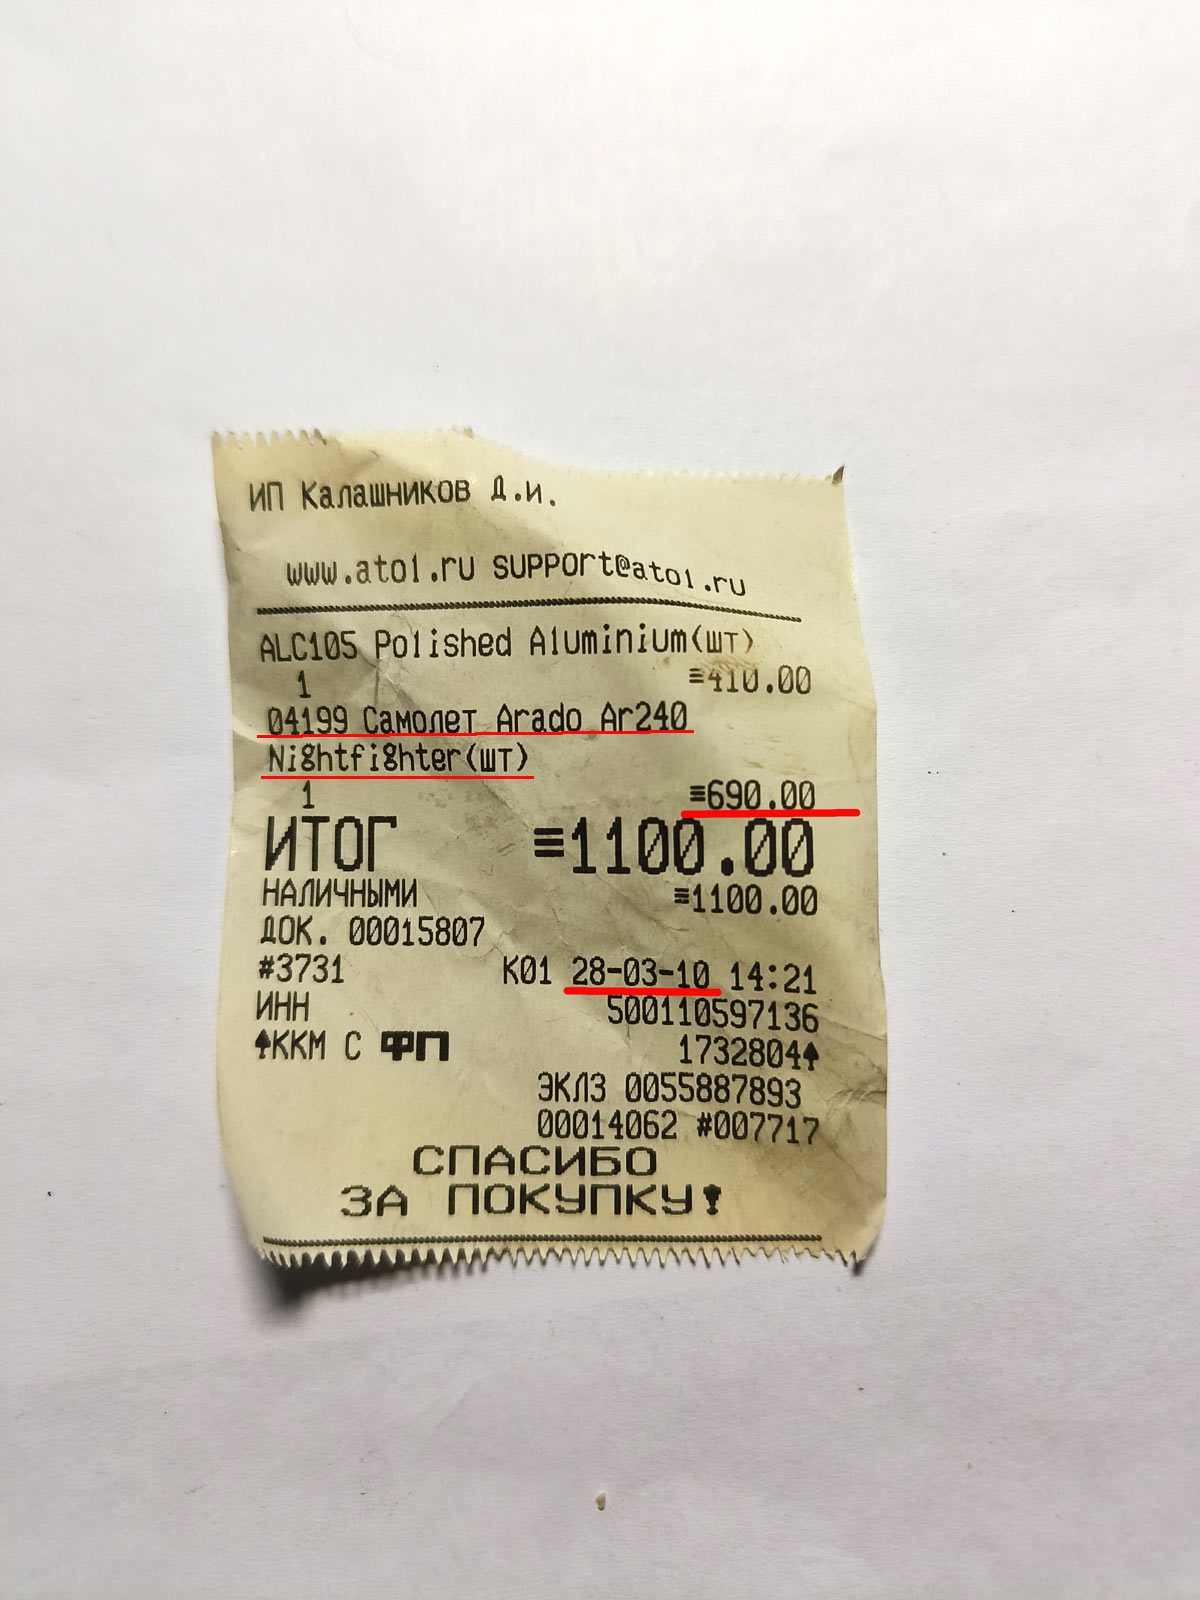 ИП Калашников Д.И.
www.atol.ru support@atol.ru
ALC105 Polished Aluminium(шт)
1 ≡410.00
04199 Самолет Arado Ar240
Nightfighter(шт)
1 ≡690.00
ИТОГ ≡1100.00
НАЛИЧНЫМИ ≡1100.00
ДОК. 00015807
#3731 К01 28-03-10 14:21
ИНН 500110597136
ККМ С ФП 1732804
ЭКЛЗ 0055887893
00014062 #007717
СПАСИБО
ЗА ПОКУПКУ!